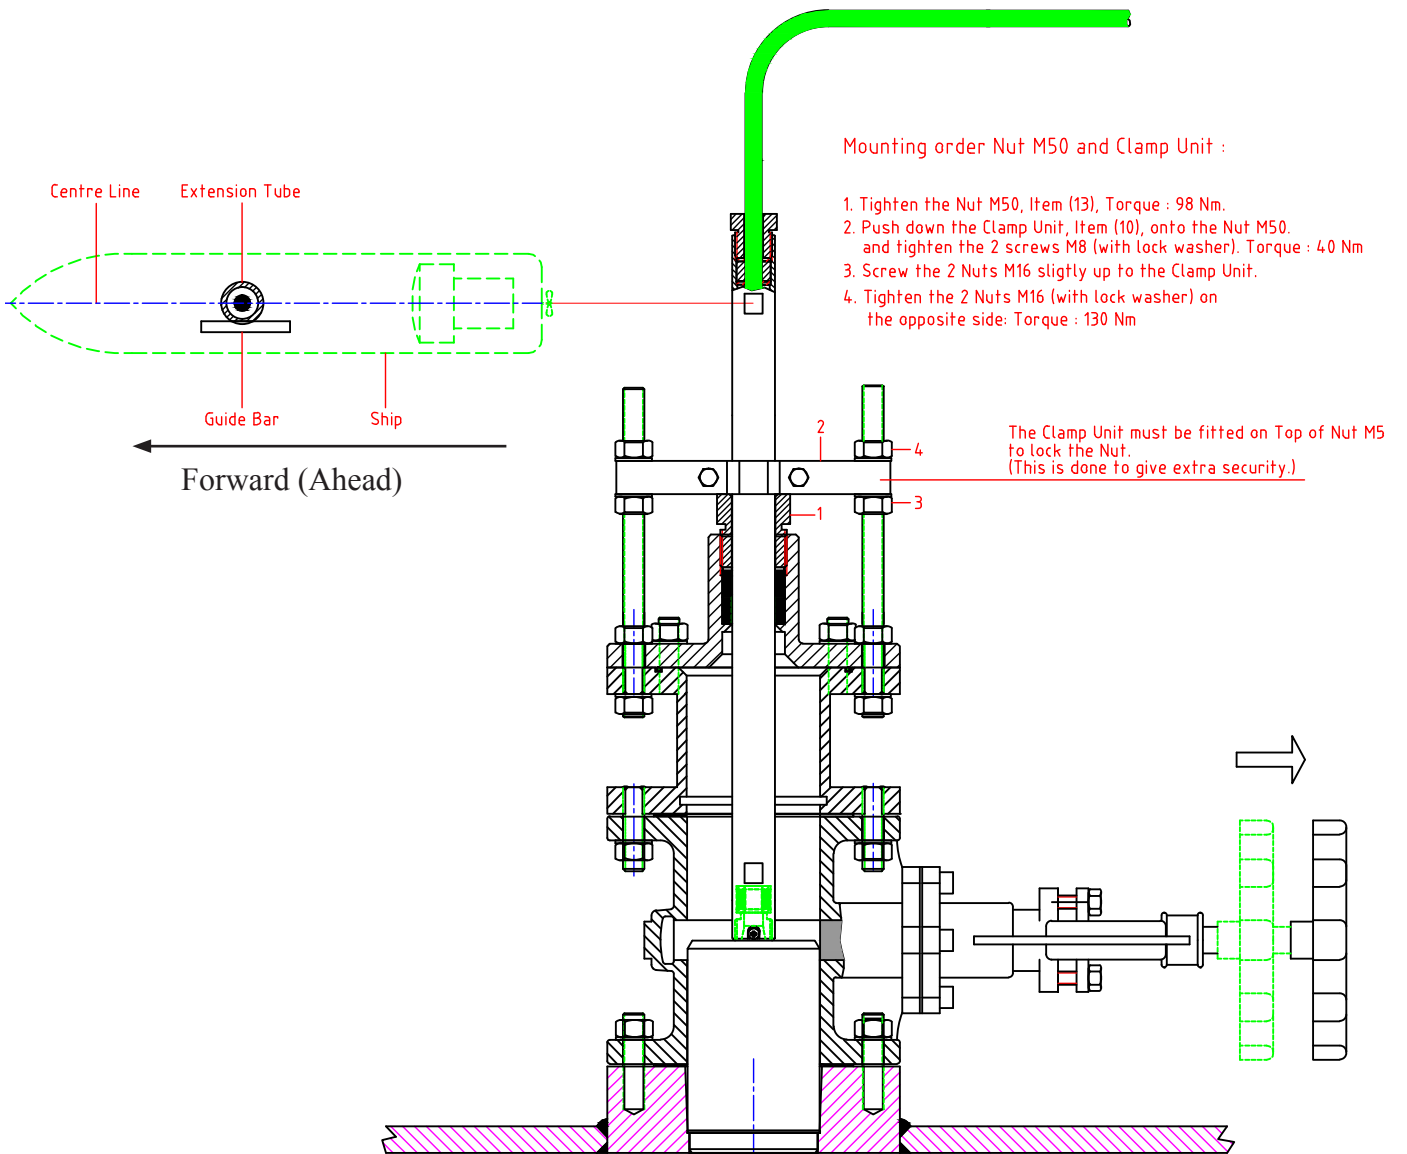 Mounting order Nut M50 and Clamp Unit :
1. Tighten the Nut M50, Item (13), Torque : 98 Nm.
2. Push down the Clamp Unit, Item (10), onto the Nut M50.
and tighten the 2 screws M8 (with lock washer). Torque : 40 Nm
3. Screw the 2 Nuts M16 sligtly up to the Clamp Unit.
4. Tighten the 2 Nuts M16 (with lock washer) on
the opposite side: Torque : 130 Nm
Centre Line
Extension Tube
Guide Bar
Ship
Forward (Ahead)
2
4
The Clamp Unit must be fitted on Top of Nut M5
to lock the Nut.
(This is done to give extra security.)
3
1